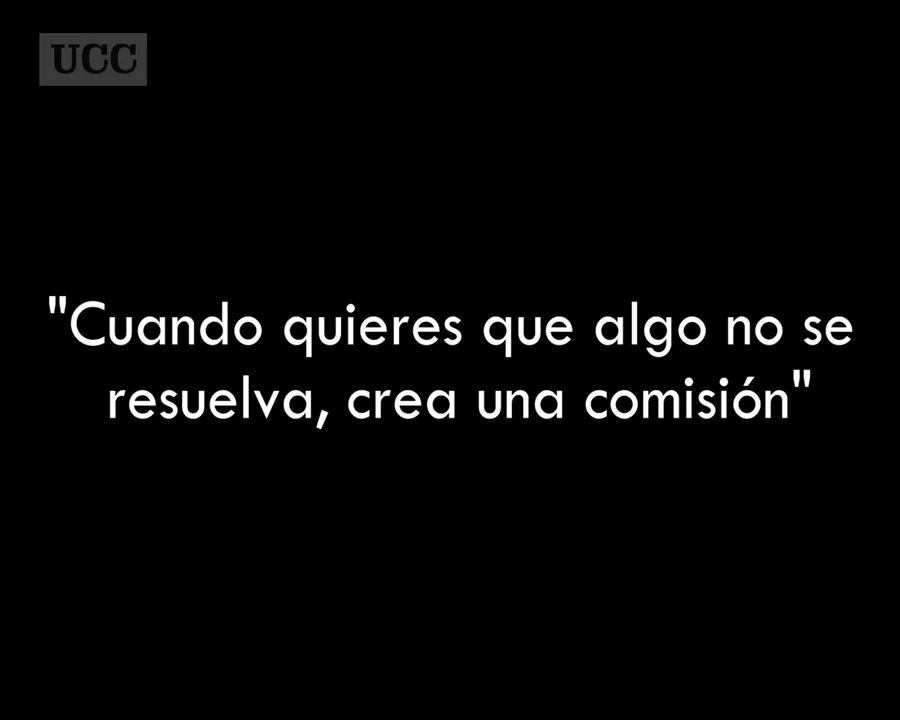 UCC
"Cuando quieres que algo no se
resuelva, crea una comisión"